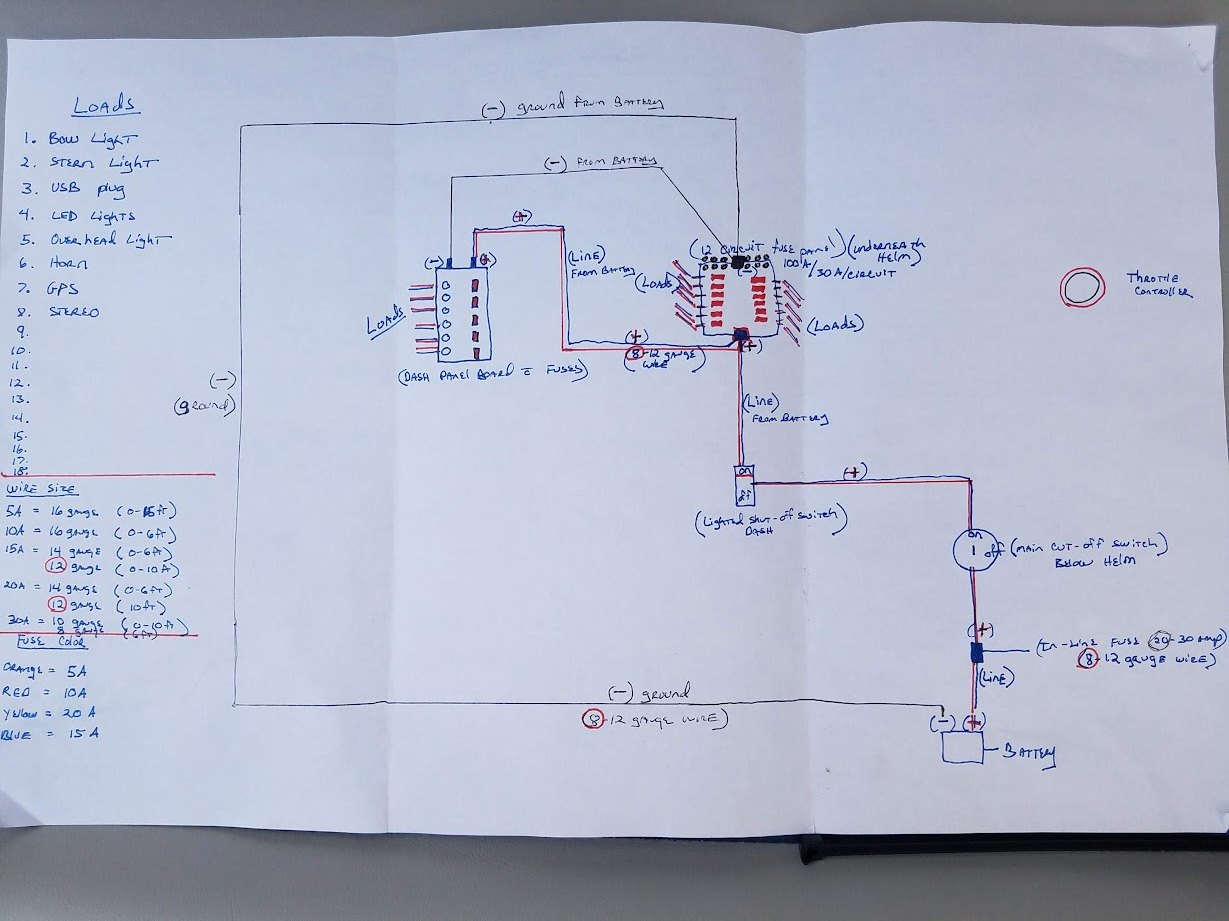 Loads
1. Bow Light
2. Stern Light
3. USB plug
4. LED Lights
5. Overhead Light
6. Horn
7. GPS
8. Stereo
9.
10.
11.
12.
13.
14.
15.
16.
17.
18.
Wire Size
5A = 16 gauge (0-15ft)
10A = 16 gauge (0-6ft)
15A = 14 gauge (0-6ft)
12 gauge (0-10ft)
20A = 14 gauge (0-6ft)
12 gauge (10ft)
30A = 10 gauge (0-10ft)
8 gauge (6ft)
Fuse Color
Orange = 5A
Red = 10A
Yellow = 20A
Blue = 15A
(-) ground From Battery
(-) From Battery
(+)
(-)
(+)
(Line)
From Battery
Loads
(Dash Panel Board c̄ Fuses)
(12 circuit fuse panel) (underneath
Helm)
100A/30A/circuit
(-)
(Loads)
(Loads)
(+)
(+)
(8-12 gauge
wire)
(Line)
From Battery
(-)
(ground)
on
off
(Lighted Shut-off Switch)
Dash
(+)
on
off
(main cut-off switch)
Below Helm
(+)
(In-Line Fuse 20-30 amp)
(8-12 gauge wire)
(Line)
(-) ground
(8-12 gauge wire)
(-) (+)
Battery
Throttle
Controller